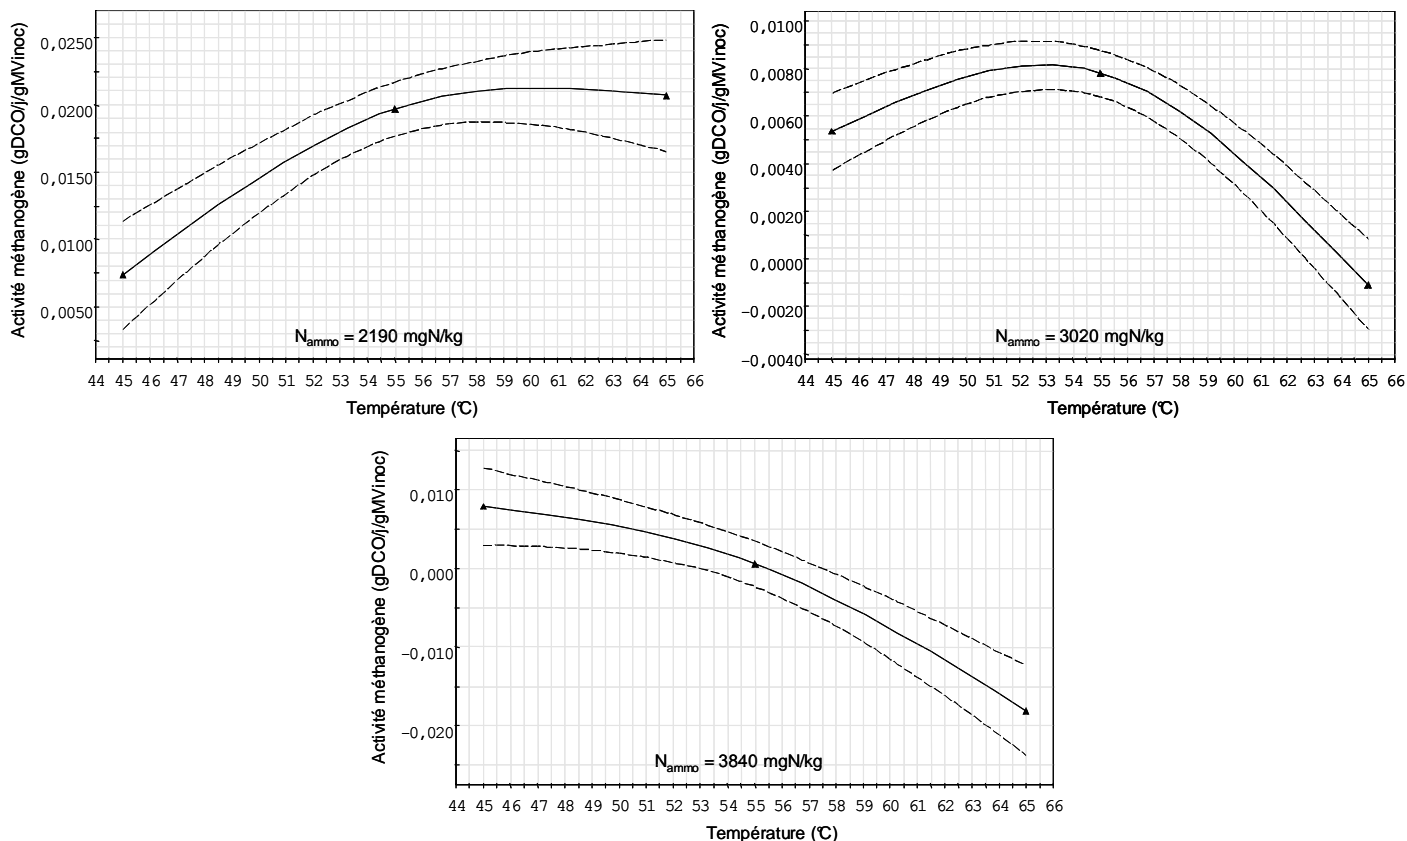 Activité méthanogène (gDCO/j/gMVinoc)
0,0250
0,0200
0,0150
0,0100
0,0050
N_ammo = 2190 mgN/kg
44 45 46 47 48 49 50 51 52 53 54 55 56 57 58 59 60 61 62 63 64 65 66
Température (°C)
Activité méthanogène (gDCO/j/gMVinoc)
0,0100
0,0080
0,0060
0,0040
0,0020
0,0000
−0,0020
−0,0040
N_ammo = 3020 mgN/kg
44 45 46 47 48 49 50 51 52 53 54 55 56 57 58 59 60 61 62 63 64 65 66
Température (°C)
Activité méthanogène (gDCO/j/gMVinoc)
0,010
0,000
−0,010
−0,020
N_ammo = 3840 mgN/kg
44 45 46 47 48 49 50 51 52 53 54 55 56 57 58 59 60 61 62 63 64 65 66
Température (°C)